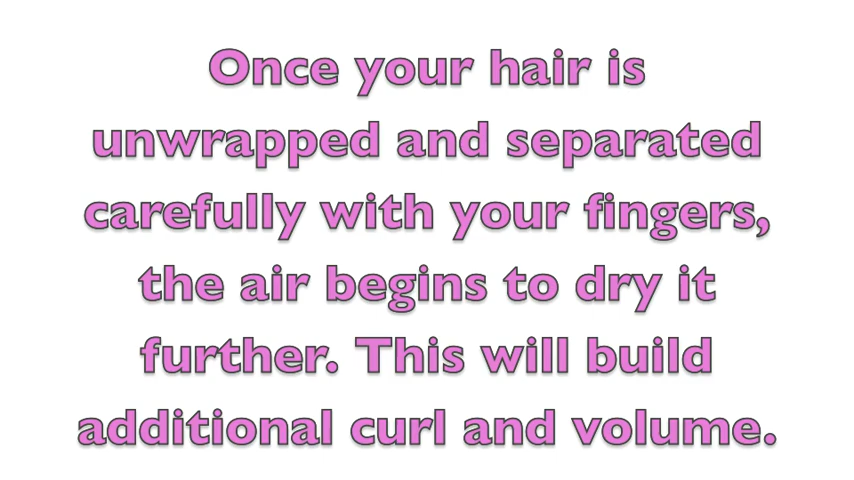 Once your hair is
unwrapped and separated
carefully with your fingers,
the air begins to dry it
further. This will build
additional curl and volume.